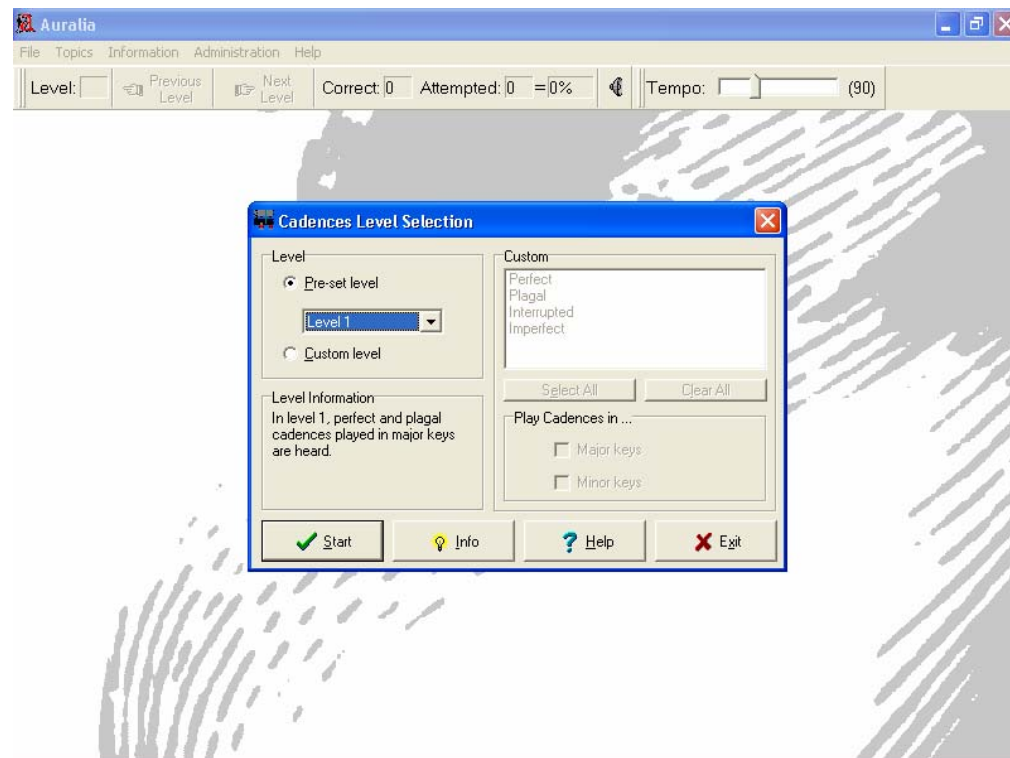 Auralia
File Topics Information Administration Help
Level: Previous Level Next Level Correct: 0 Attempted: 0 =0% Tempo: (90)
Cadences Level Selection
Level
Pre-set level
Level 1
Custom level
Level Information
In level 1, perfect and plagal
cadences played in major keys
are heard.
Custom
Perfect
Plagal
Interrupted
Imperfect
Select All Clear All
Play Cadences in ...
Major keys
Minor keys
Start Info Help Exit